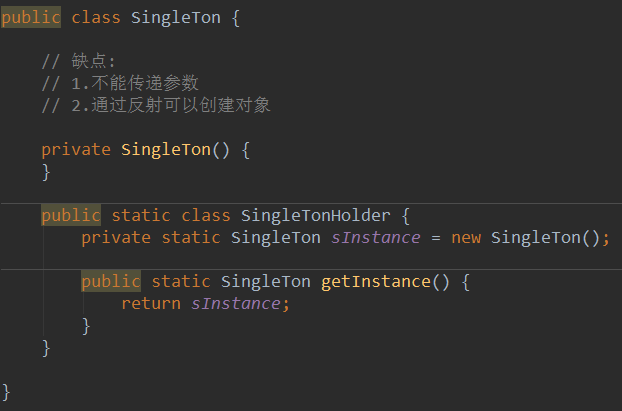 public class SingleTon {
// 缺点:
// 1.不能传递参数
// 2.通过反射可以创建对象
private SingleTon() {
}
public static class SingleTonHolder {
private static SingleTon sInstance = new SingleTon();
public static SingleTon getInstance() {
return sInstance;
}
}
}